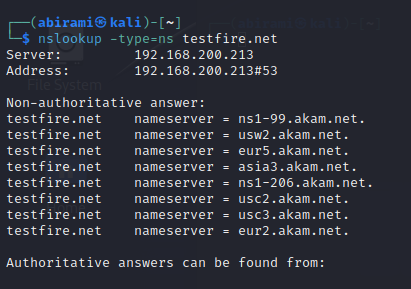 ┌──(abirami㉿kali)-[~]
└─$ nslookup -type=ns testfire.net
Server:         192.168.200.213
Address:        192.168.200.213#53
File System
Non-authoritative answer:
testfire.net    nameserver = ns1-99.akam.net.
testfire.net    nameserver = usw2.akam.net.
testfire.net    nameserver = eur5.akam.net.
testfire.net    nameserver = asia3.akam.net.
testfire.net    nameserver = ns1-206.akam.net.
testfire.net    nameserver = usc2.akam.net.
testfire.net    nameserver = usc3.akam.net.
testfire.net    nameserver = eur2.akam.net.
Authoritative answers can be found from: